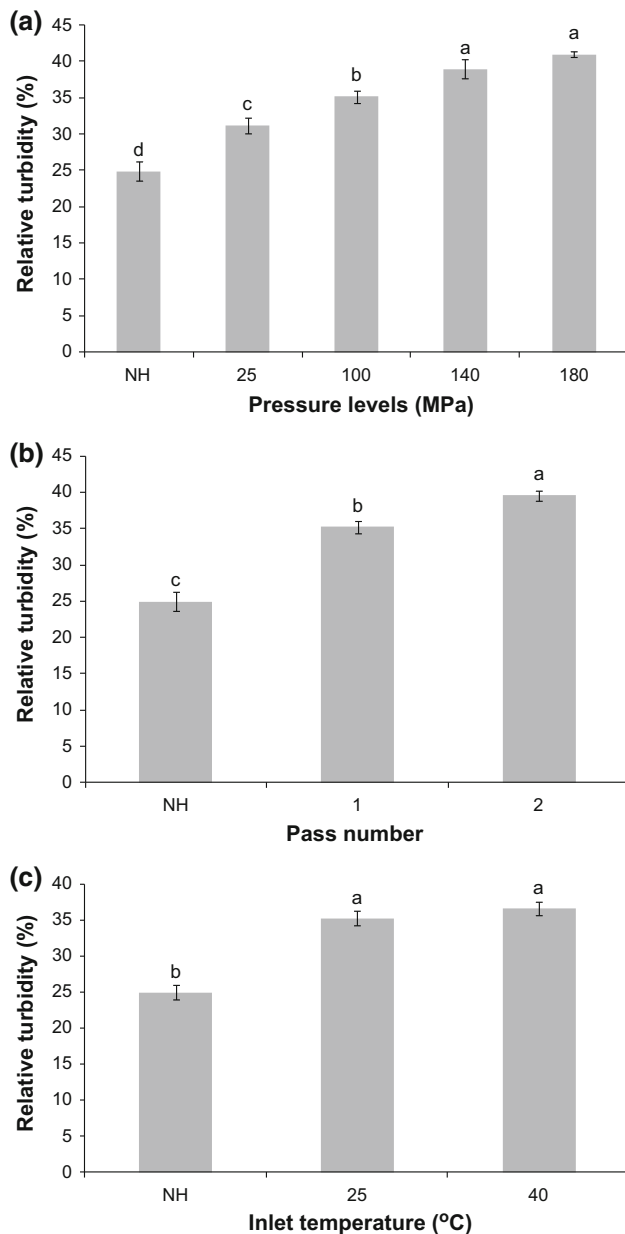 (a)
Relative turbidity (%)
45
40
35
30
25
20
15
10
5
0
d
c
b
a
a
NH 25 100 140 180
Pressure levels (MPa)
(b)
Relative turbidity (%)
45
40
35
30
25
20
15
10
5
0
c
b
a
NH 1 2
Pass number
(c)
Relative turbidity (%)
40
35
30
25
20
15
10
5
0
b
a
a
NH 25 40
Inlet temperature (ºC)